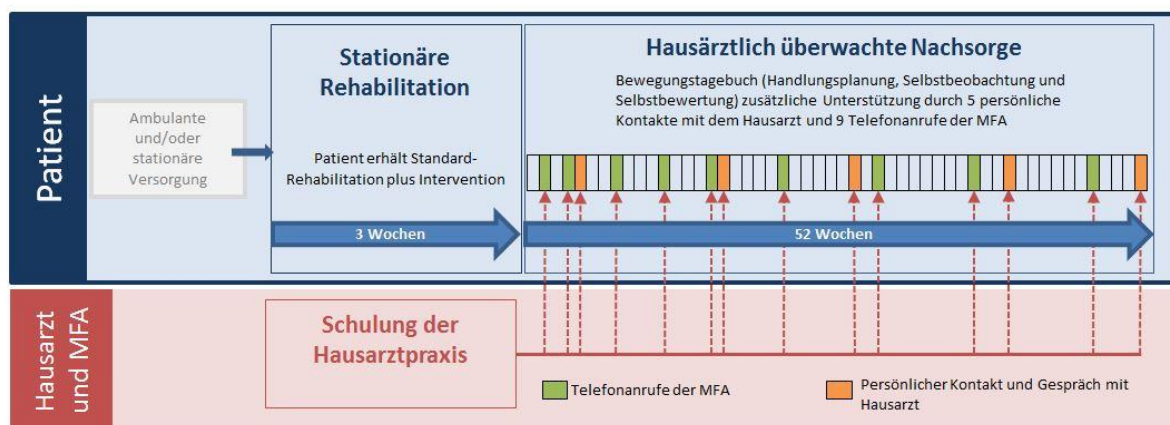 Patient
Ambulante
und/oder
stationäre
Versorgung
Stationäre
Rehabilitation
Patient erhält Standard-
Rehabilitation plus Intervention
3 Wochen
Hausärztlich überwachte Nachsorge
Bewegungstagebuch (Handlungsplanung, Selbstbeobachtung und
Selbstbewertung) zusätzliche Unterstützung durch 5 persönliche
Kontakte mit dem Hausarzt und 9 Telefonanrufe der MFA
52 Wochen
Hausarzt
und MFA
Schulung der
Hausarztpraxis
Telefonanrufe der MFA
Persönlicher Kontakt und Gespräch mit
Hausarzt